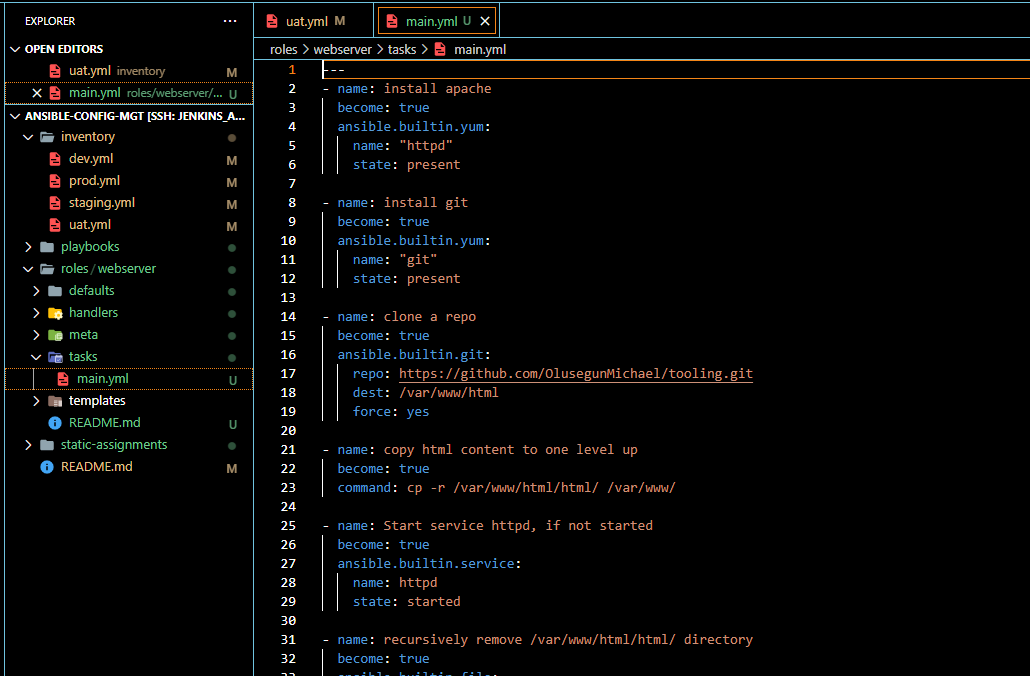 EXPLORER ...
OPEN EDITORS
uat.yml inventory M
main.yml roles/webserver/... U
ANSIBLE-CONFIG-MGT [SSH: JENKINS_A...
inventory
dev.yml M
prod.yml M
staging.yml M
uat.yml M
playbooks
roles / webserver
defaults
handlers
meta
tasks
main.yml U
templates
README.md U
static-assignments
README.md M
uat.yml M
main.yml U
roles > webserver > tasks > main.yml
1 ---
2 - name: install apache
3 become: true
4 ansible.builtin.yum:
5 name: "httpd"
6 state: present
7
8 - name: install git
9 become: true
10 ansible.builtin.yum:
11 name: "git"
12 state: present
13
14 - name: clone a repo
15 become: true
16 ansible.builtin.git:
17 repo: https://github.com/OlusegunMichael/tooling.git
18 dest: /var/www/html
19 force: yes
20
21 - name: copy html content to one level up
22 become: true
23 command: cp -r /var/www/html/html/ /var/www/
24
25 - name: Start service httpd, if not started
26 become: true
27 ansible.builtin.service:
28 name: httpd
29 state: started
30
31 - name: recursively remove /var/www/html/html/ directory
32 become: true
33 ansible.builtin.file: